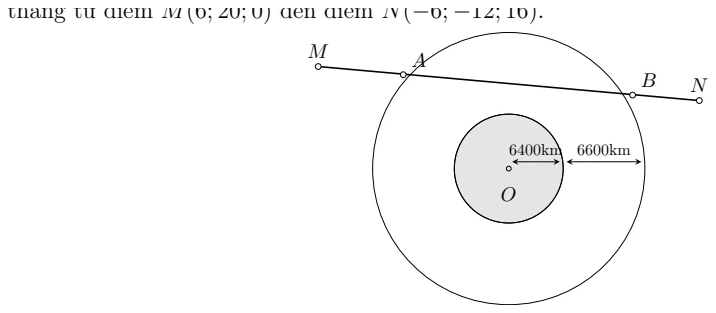 thẳng từ điểm M(6; 20; 0) đến điểm N(−6; −12; 16).
M
A
B
N
6400km 6600km
O